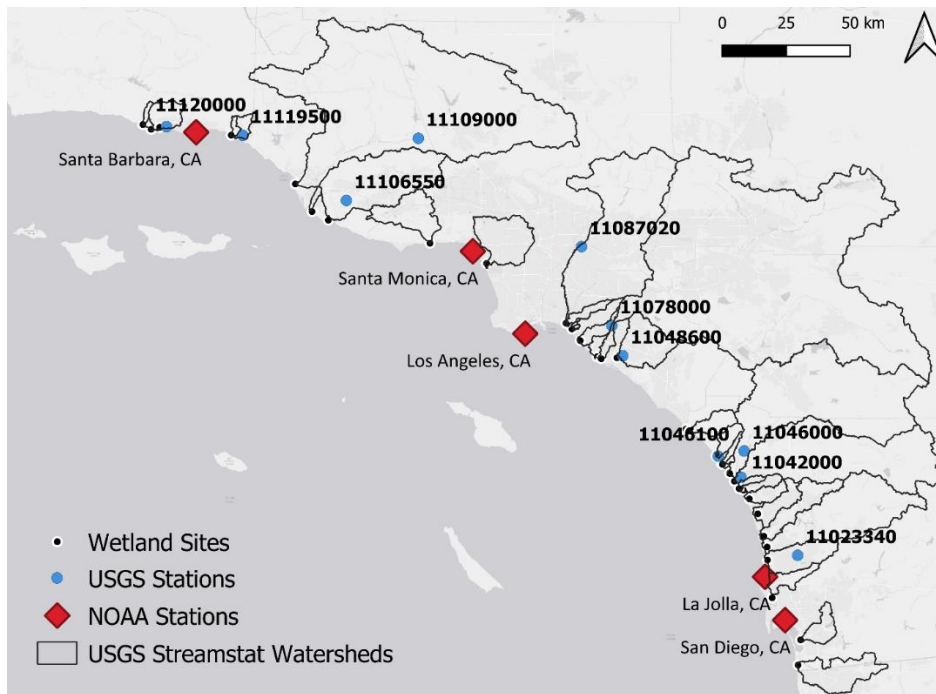 0 25 50 km
11120000
11119500
11109000
Santa Barbara, CA
11106550
11087020
Santa Monica, CA
11078000
11048600
Los Angeles, CA
11046100
11046000
11042000
11023340
Wetland Sites
USGS Stations
NOAA Stations
USGS Streamstat Watersheds
La Jolla, CA
San Diego, CA